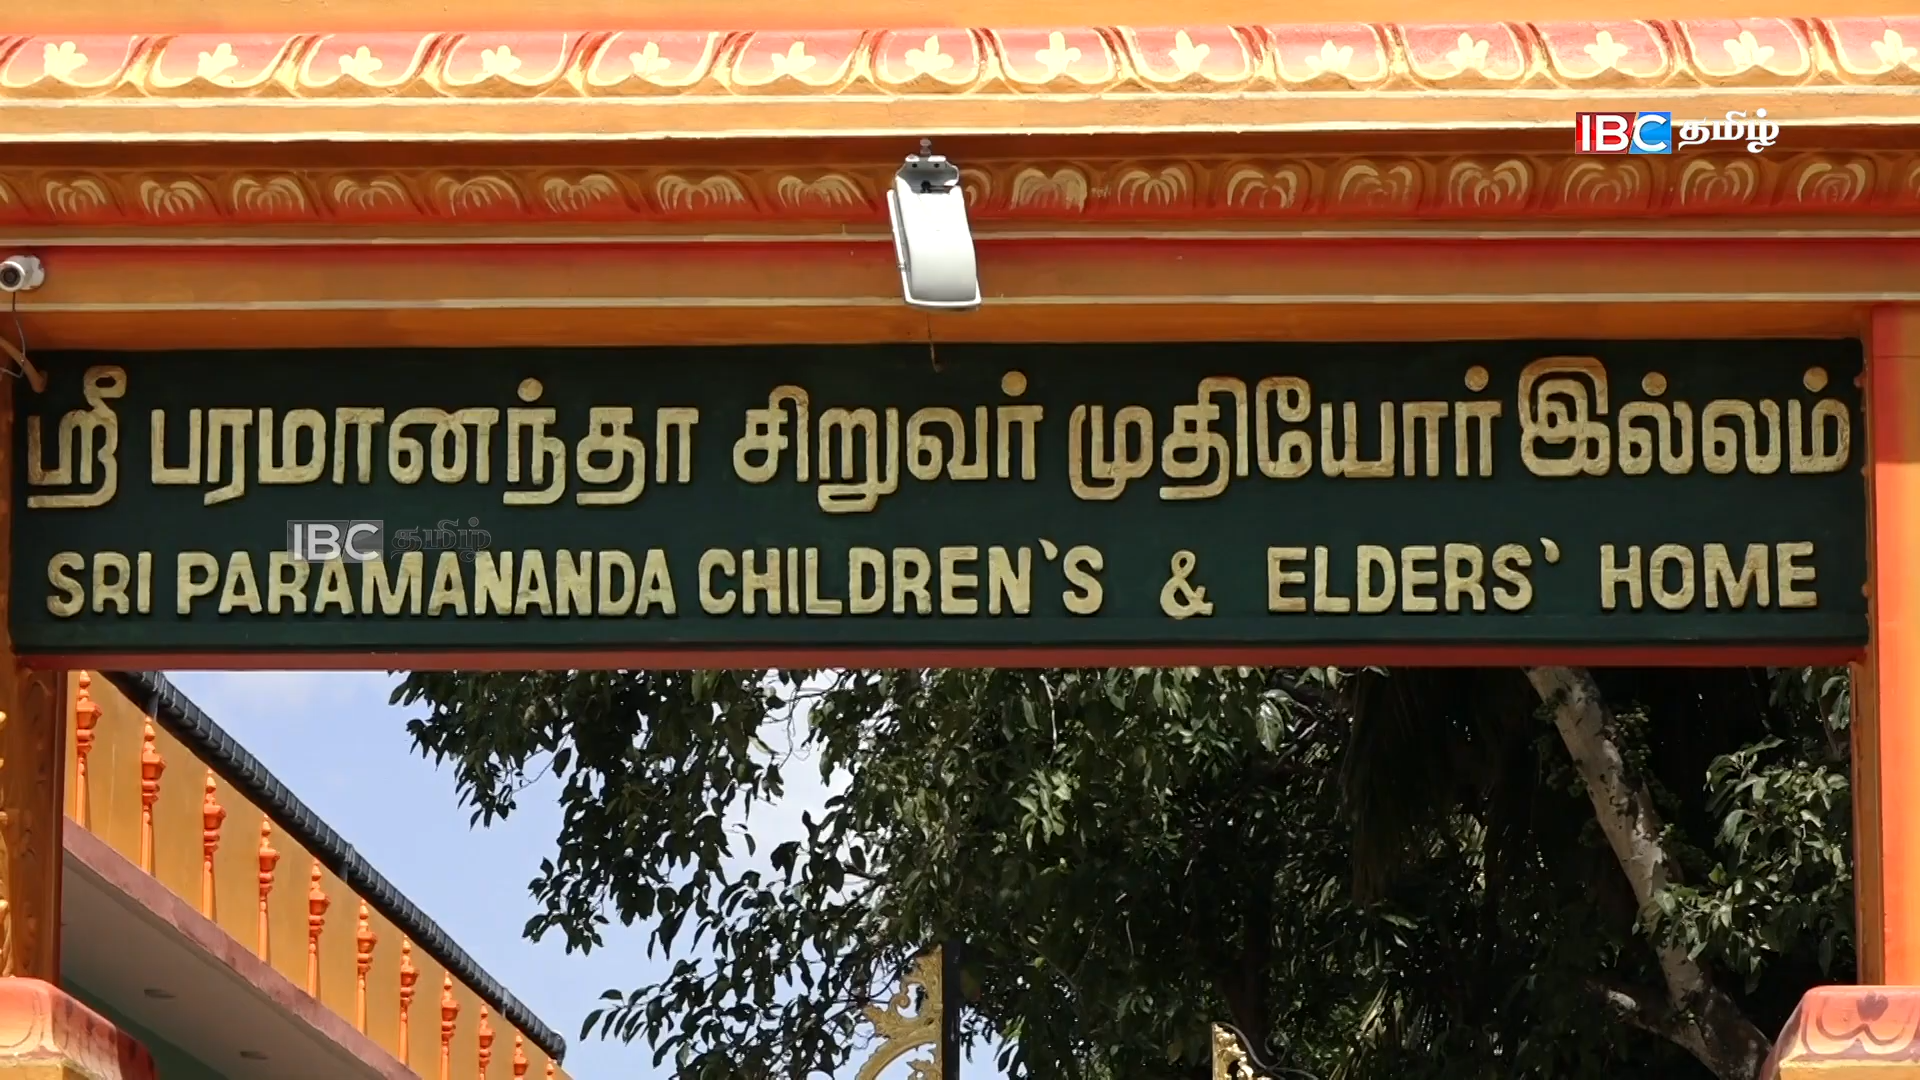 IBC தமிழ்
ஸ்ரீ பரமானந்தா சிறுவர் முதியோர் இல்லம்
IBC தமிழ்
SRI PARAMANANDA CHILDREN'S & ELDERS' HOME